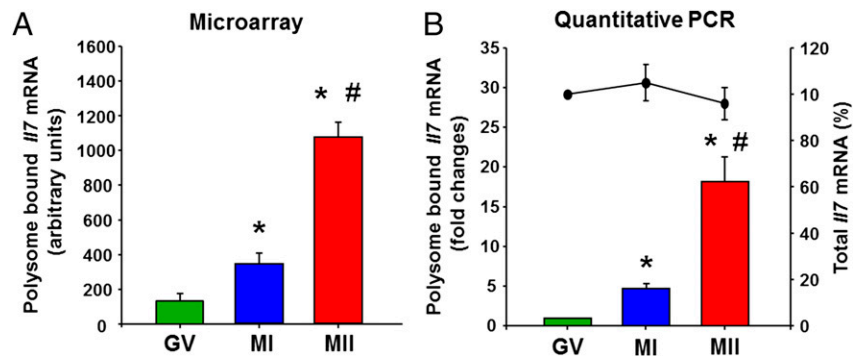 A
Microarray
Polysome bound Il7 mRNA
(arbitrary units)
1600
1400
1200
1000
800
600
400
200
0
*
* #
GV
MI
MII
B
Quantitative PCR
Polysome bound Il7 mRNA
(fold changes)
35
30
25
20
15
10
5
0
*
* #
GV
MI
MII
120
100
80
60
40
20
0
Total Il7 mRNA (%)